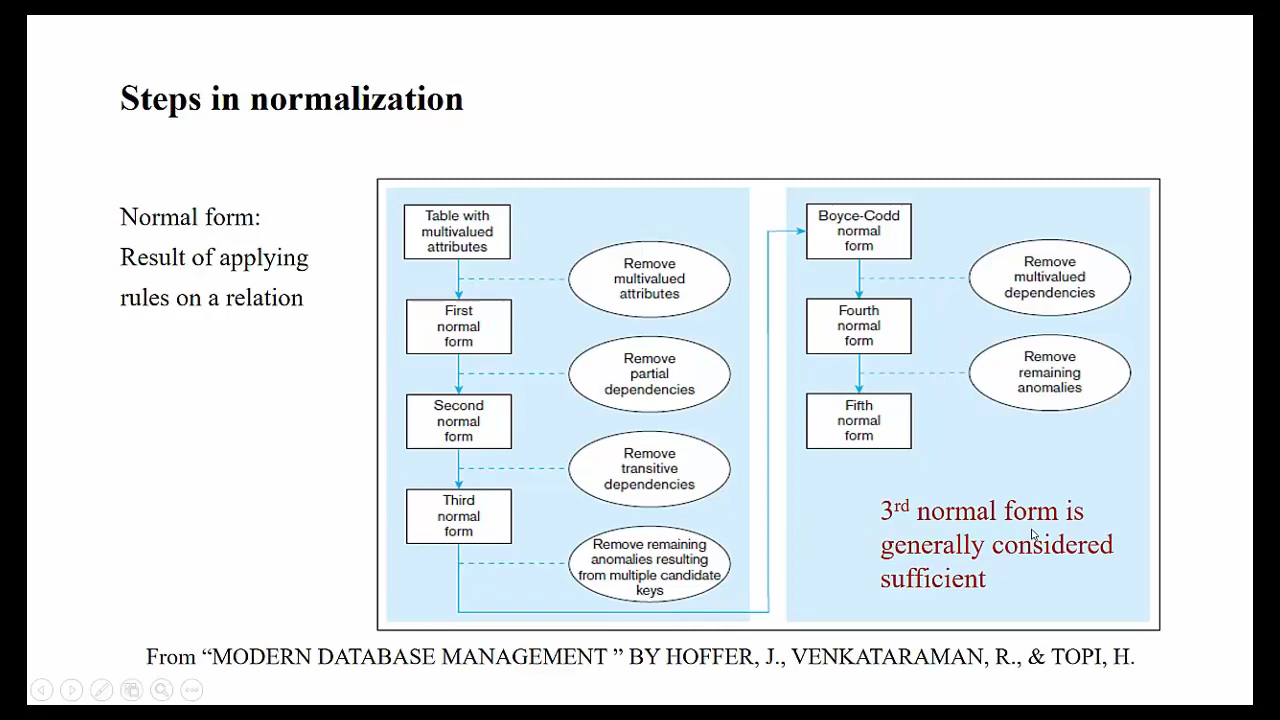 Steps in normalization
Normal form:
Result of applying
rules on a relation
Table with
multivalued
attributes
Remove
multivalued
attributes
First
normal
form
Remove
partial
dependencies
Second
normal
form
Remove
transitive
dependencies
Third
normal
form
Remove remaining
anomalies resulting
from multiple candidate
keys
Boyce-Codd
normal
form
Remove
multivalued
dependencies
Fourth
normal
form
Remove
remaining
anomalies
Fifth
normal
form
3rd normal form is
generally considered
sufficient
From “MODERN DATABASE MANAGEMENT ” BY HOFFER, J., VENKATARAMAN, R., & TOPI, H.